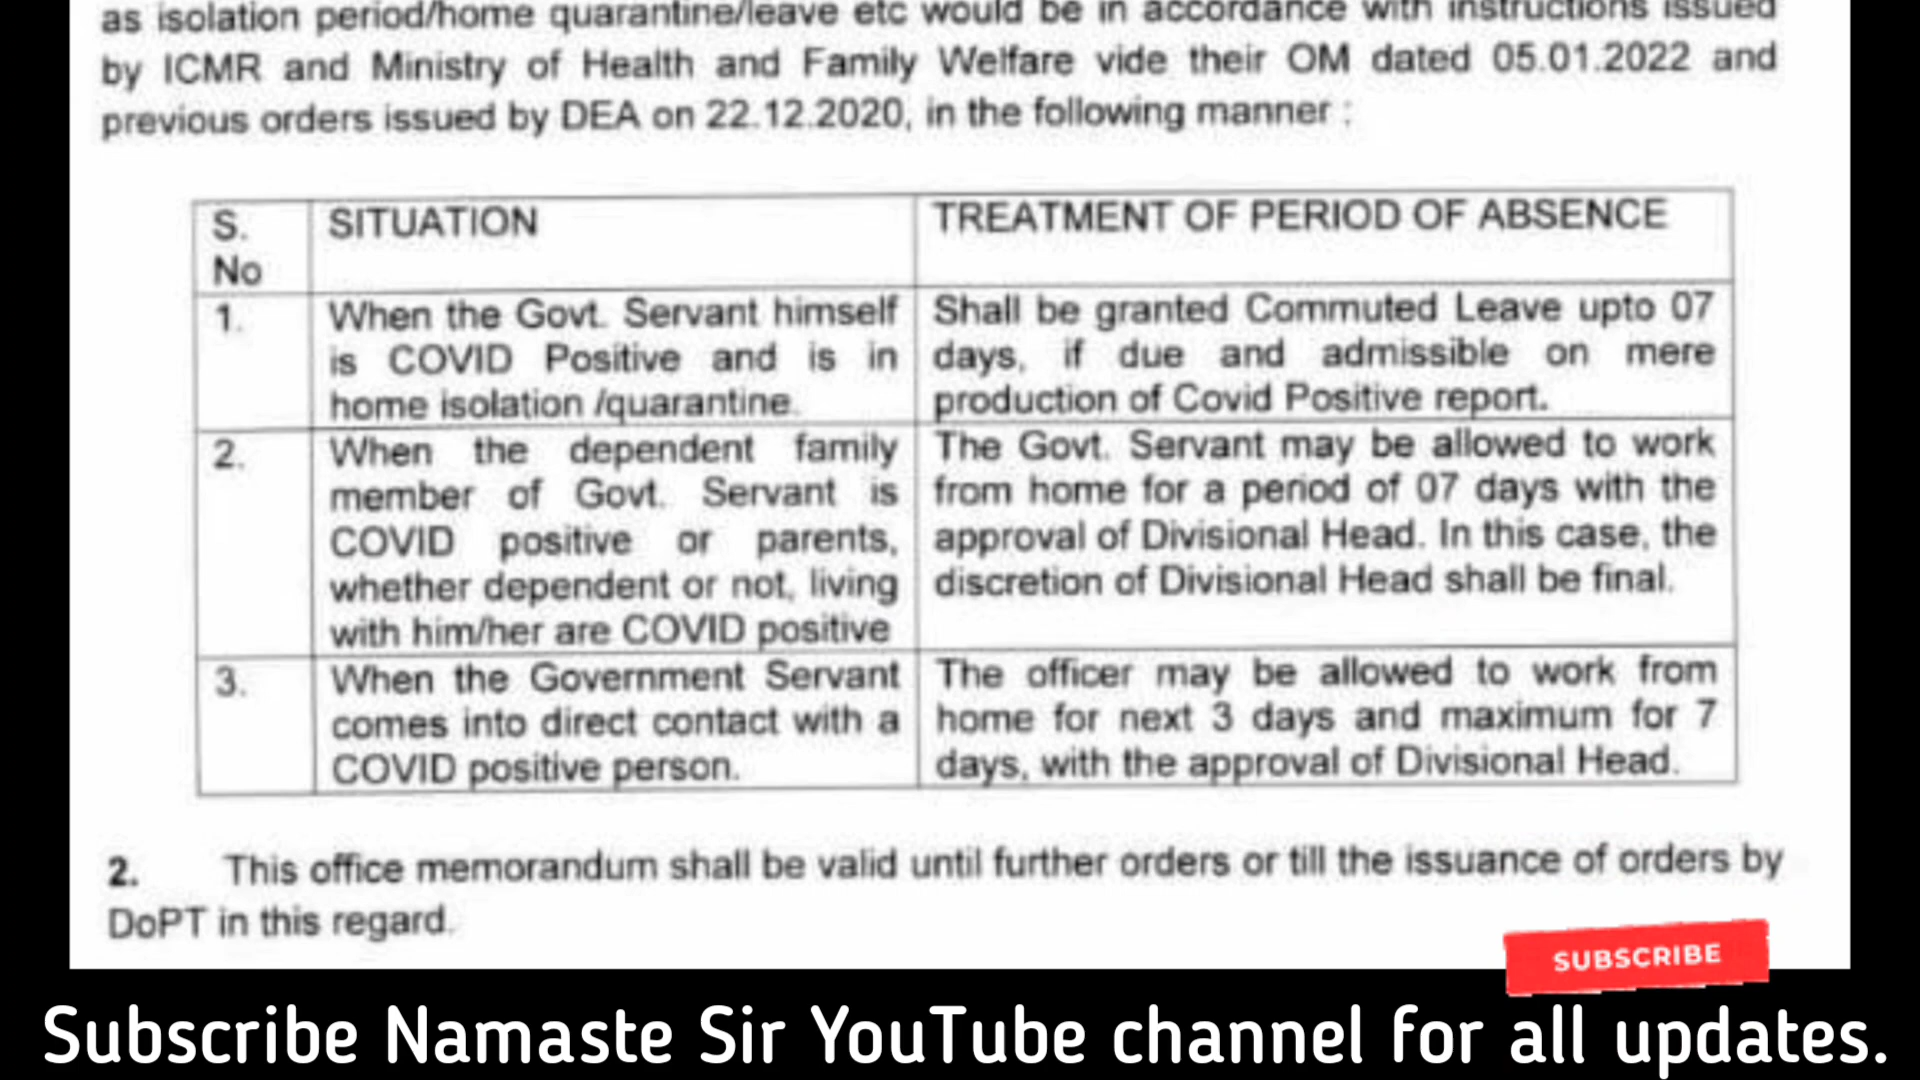 as isolation period/home quarantine/leave etc would be in accordance with instructions issued
by ICMR and Ministry of Health and Family Welfare vide their OM dated 05.01.2022 and
previous orders issued by DEA on 22.12.2020, in the following manner :
S. No
SITUATION
TREATMENT OF PERIOD OF ABSENCE
1.
When the Govt. Servant himself
is COVID Positive and is in
home isolation /quarantine.
Shall be granted Commuted Leave upto 07
days, if due and admissible on mere
production of Covid Positive report.
2.
When the dependent family
member of Govt. Servant is
COVID positive or parents,
whether dependent or not, living
with him/her are COVID positive
The Govt. Servant may be allowed to work
from home for a period of 07 days with the
approval of Divisional Head. In this case, the
discretion of Divisional Head shall be final.
3.
When the Government Servant
comes into direct contact with a
COVID positive person.
The officer may be allowed to work from
home for next 3 days and maximum for 7
days, with the approval of Divisional Head.
2. This office memorandum shall be valid until further orders or till the issuance of orders by
DoPT in this regard.
SUBSCRIBE
Subscribe Namaste Sir YouTube channel for all updates.